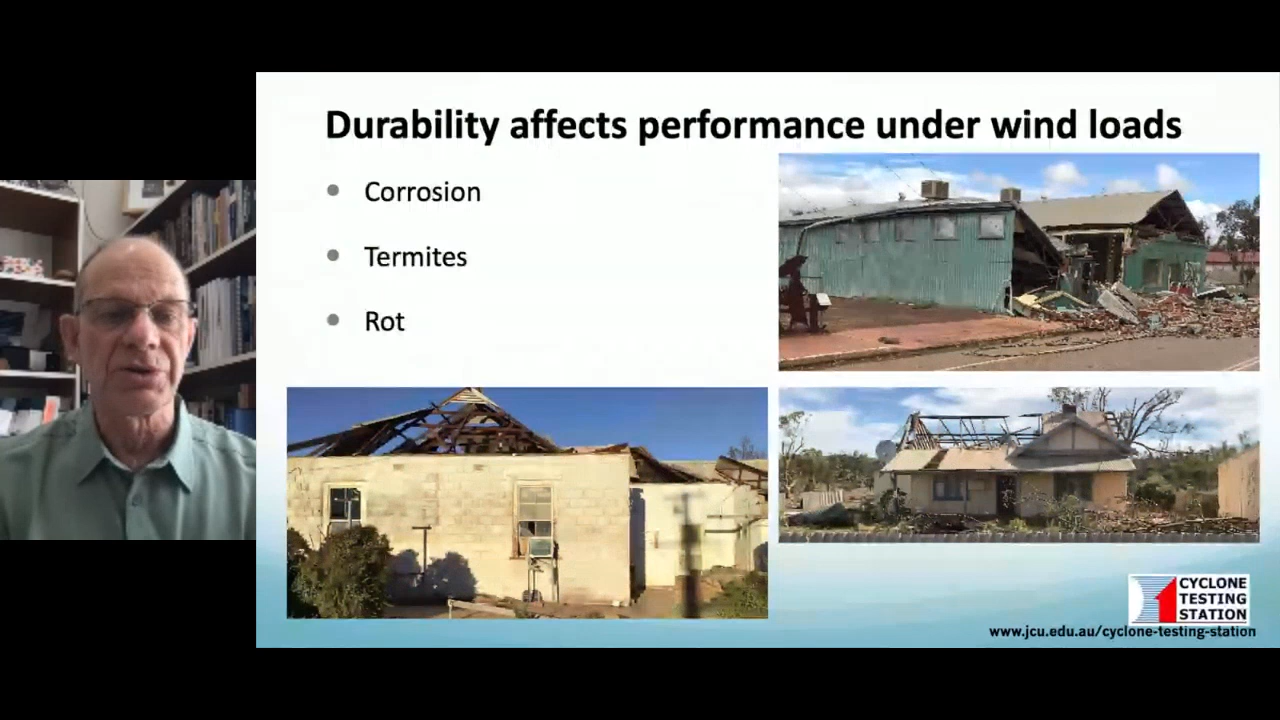 Durability affects performance under wind loads
Corrosion
Termites
Rot
CYCLONE
TESTING
STATION
www.jcu.edu.au/cyclone-testing-station